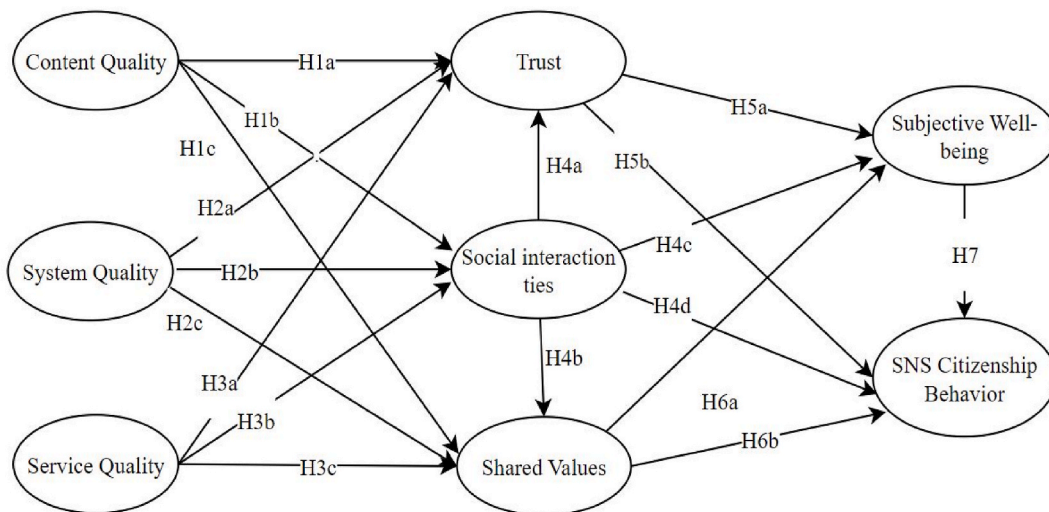 Content Quality
H1a
Trust
H1b
H1c
H5a
Subjective Well-
being
H2a
H4a
H5b
System Quality
H2b
Social interaction
ties
H4c
H7
H2c
H4d
H4b
H3a
H3b
SNS Citizenship
Behavior
H6a
H6b
Service Quality
H3c
Shared Values